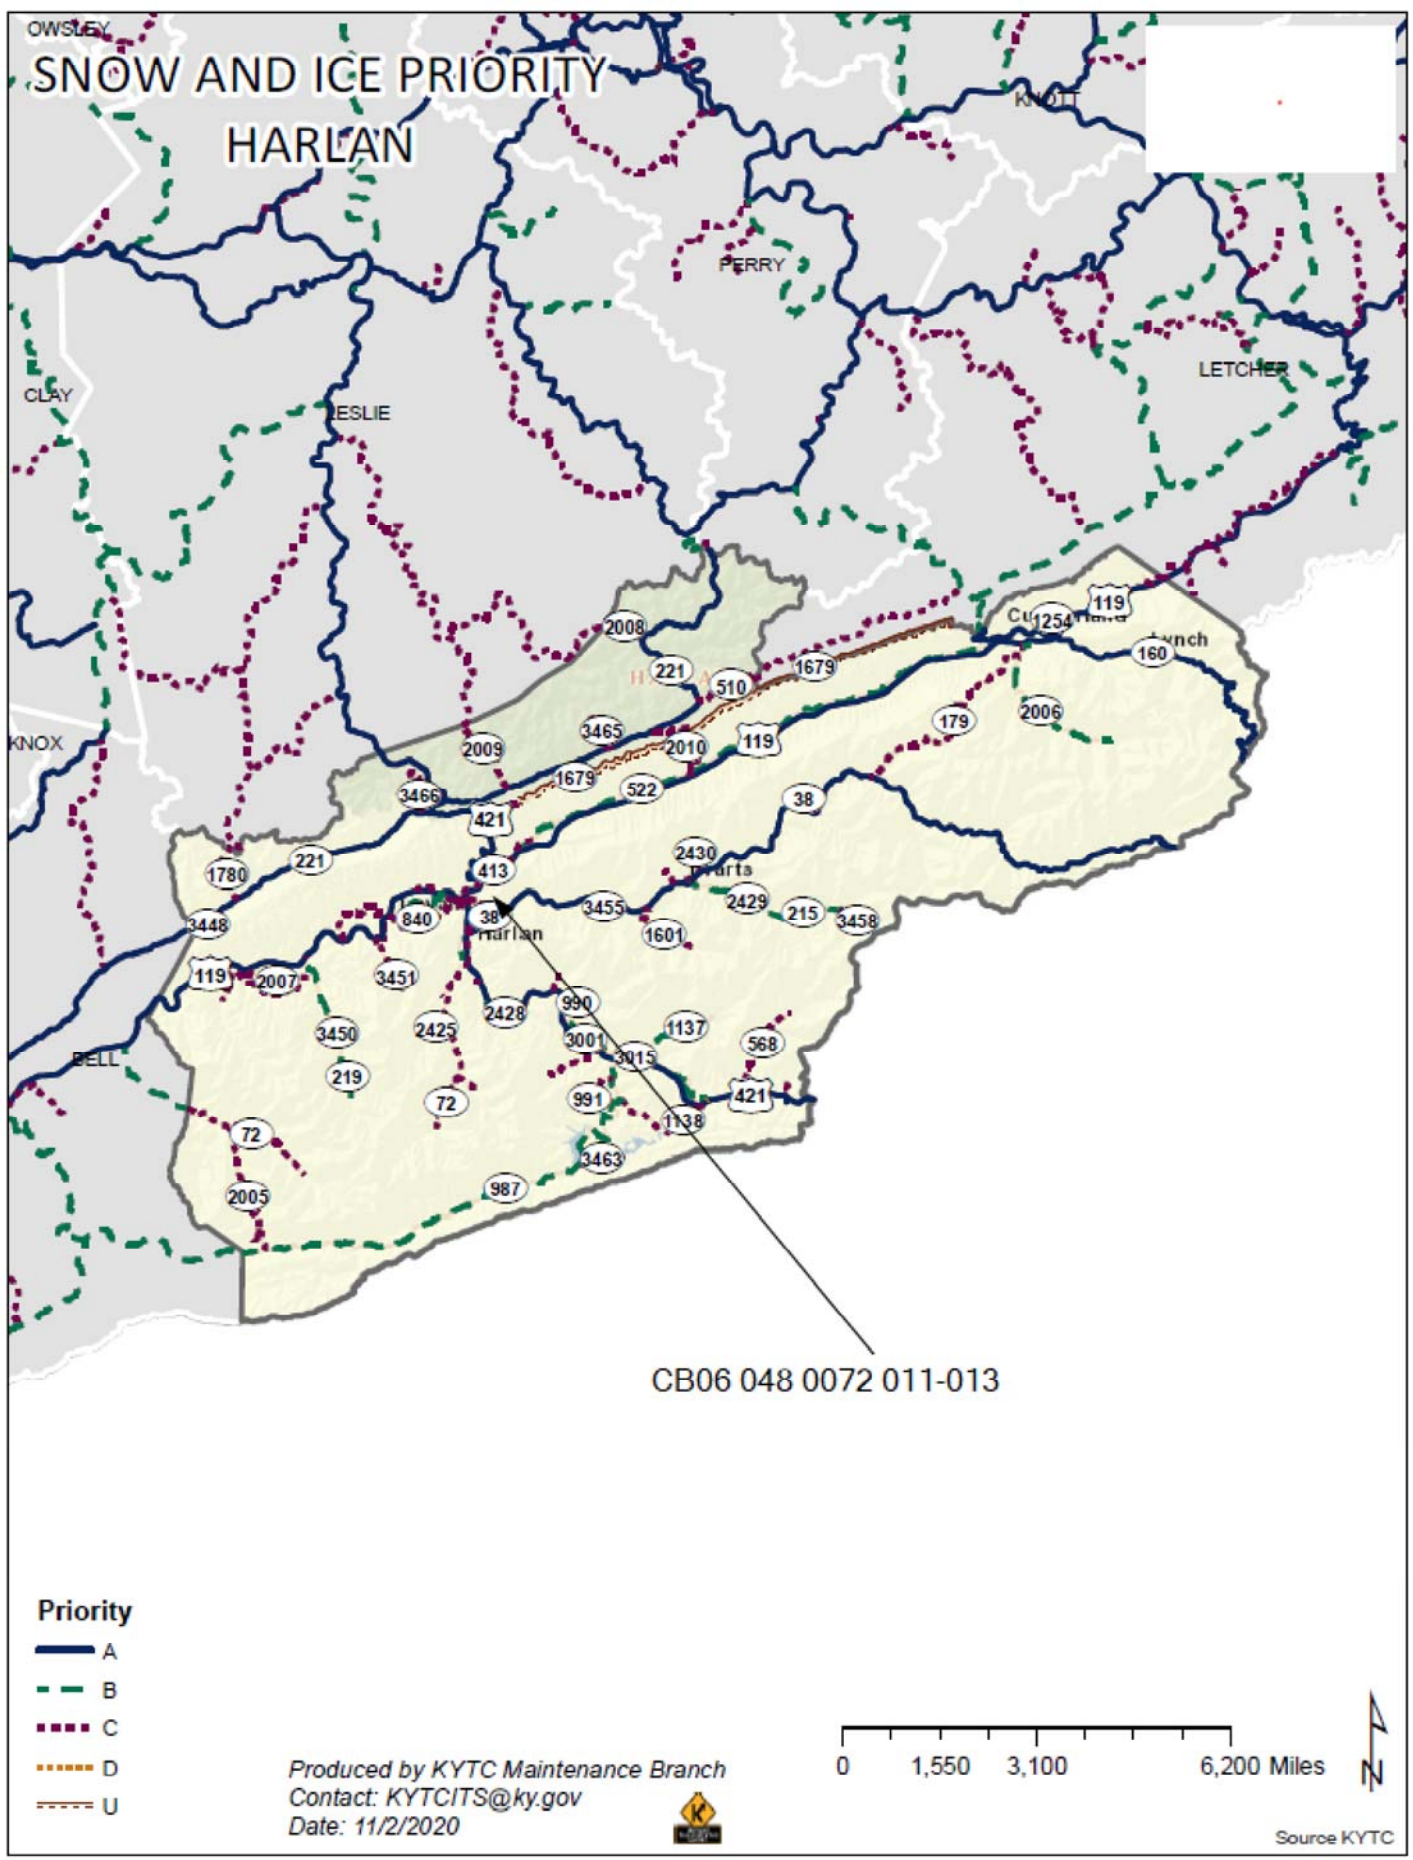 OWSLEY
SNOW AND ICE PRIORITY
HARLAN
KNOTT
PERRY
LETCHER
CLAY
LESLIE
KNOX
BELL
119
1254
160
2008
221
510
1679
179
2006
3465
2010
119
2009
1679
522
38
3466
421
413
2430
221
1780
3448
840
38
Harlan
3455
2429
215
3458
1601
119
2007
3451
2428
990
3450
2425
3001
1137
568
3015
219
72
991
421
1138
72
3463
987
2005
CB06 048 0072 011-013
Priority
A
B
C
D
U
Produced by KYTC Maintenance Branch
Contact: KYTCITS@ky.gov
Date: 11/2/2020
0 1,550 3,100 6,200 Miles
N
Source KYTC